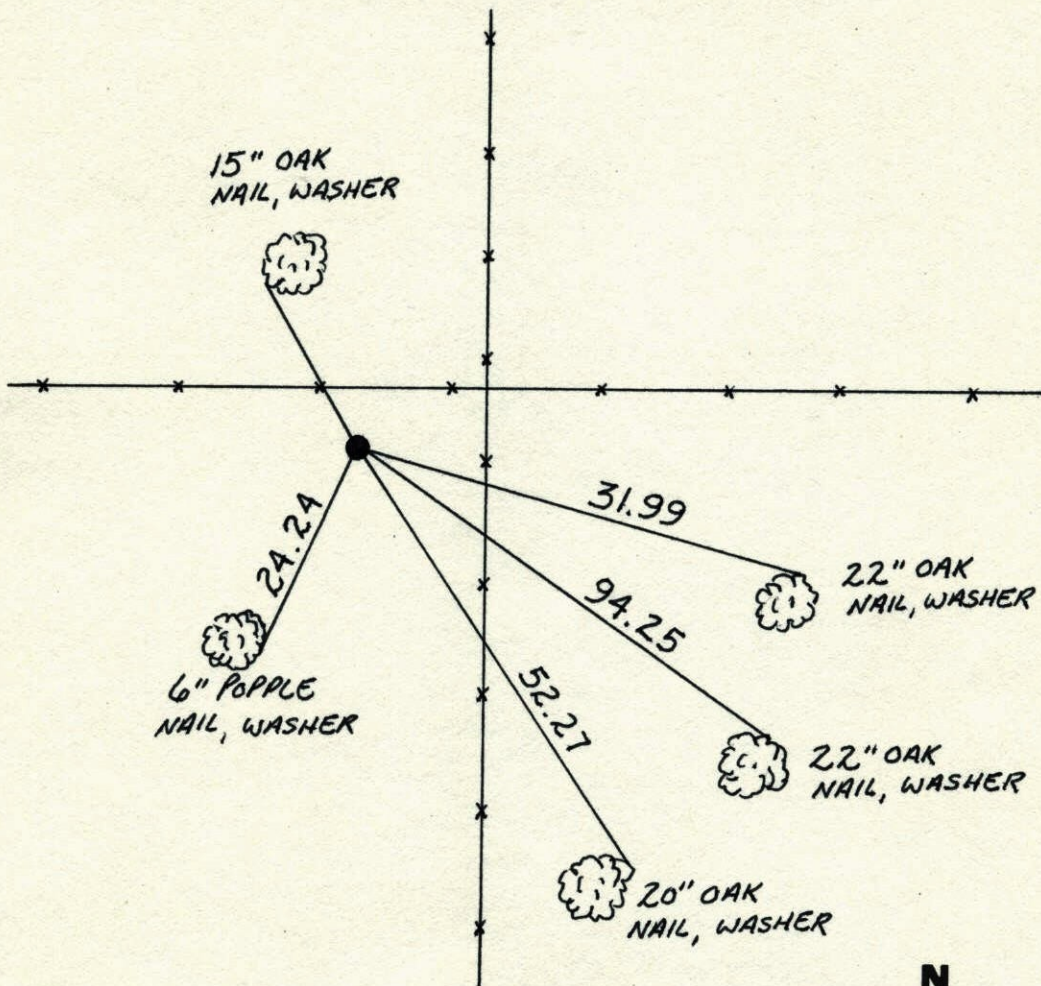 15" OAK
NAIL, WASHER
31.99
24.24
94.25
22" OAK
NAIL, WASHER
52.27
6" POPPLE
NAIL, WASHER
22" OAK
NAIL, WASHER
20" OAK
NAIL, WASHER
N